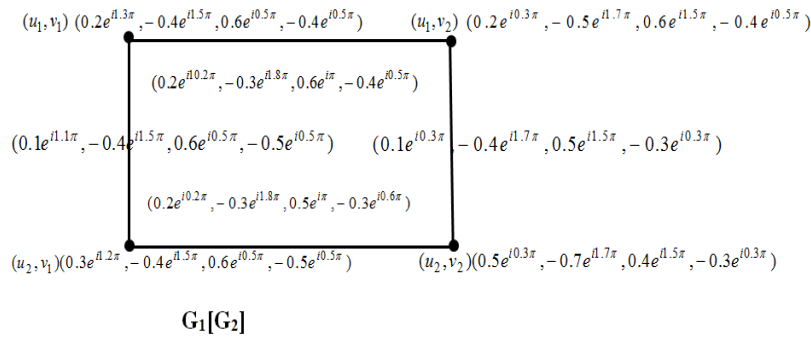 (u₁,v₁) (0.2e^{i1.3π}, −0.4e^{i1.5π}, 0.6e^{i0.5π}, −0.4e^{i0.5π}) (u₁,v₂) (0.2e^{i0.3π}, −0.5e^{i1.7π}, 0.6e^{i1.5π}, −0.4e^{i0.5π})
(0.2e^{i10.2π}, −0.3e^{i1.8π}, 0.6e^{iπ}, −0.4e^{i0.5π})
(0.1e^{i1.1π}, −0.4e^{i1.5π}, 0.6e^{i0.5π}, −0.5e^{i0.5π}) (0.1e^{i0.3π}, −0.4e^{i1.7π}, 0.5e^{i1.5π}, −0.3e^{i0.3π})
(0.2e^{i0.2π}, −0.3e^{i1.8π}, 0.5e^{iπ}, −0.3e^{i0.6π})
(u₂,v₁)(0.3e^{i1.2π}, −0.4e^{i1.5π}, 0.6e^{i0.5π}, −0.5e^{i0.5π}) (u₂,v₂)(0.5e^{i0.3π}, −0.7e^{i1.7π}, 0.4e^{i1.5π}, −0.3e^{i0.3π})
G₁[G₂]